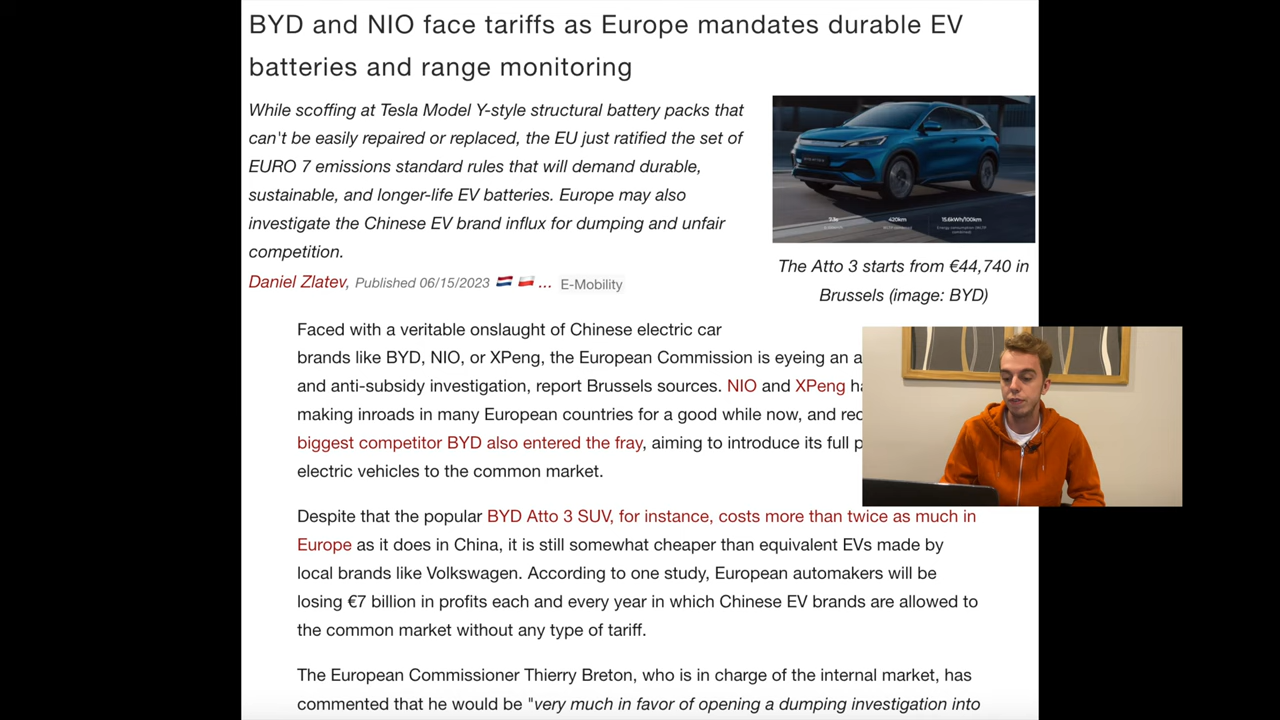 BYD and NIO face tariffs as Europe mandates durable EV
batteries and range monitoring
While scoffing at Tesla Model Y-style structural battery packs that
can't be easily repaired or replaced, the EU just ratified the set of
EURO 7 emissions standard rules that will demand durable,
sustainable, and longer-life EV batteries. Europe may also
investigate the Chinese EV brand influx for dumping and unfair
competition.
Daniel Zlatev, Published 06/15/2023 ... E-Mobility
420km
15.6kWh/100km
The Atto 3 starts from €44,740 in
Brussels (image: BYD)
Faced with a veritable onslaught of Chinese electric car
brands like BYD, NIO, or XPeng, the European Commission is eyeing an a
and anti-subsidy investigation, report Brussels sources. NIO and XPeng ha
making inroads in many European countries for a good while now, and rec
biggest competitor BYD also entered the fray, aiming to introduce its full p
electric vehicles to the common market.
Despite that the popular BYD Atto 3 SUV, for instance, costs more than twice as much in
Europe as it does in China, it is still somewhat cheaper than equivalent EVs made by
local brands like Volkswagen. According to one study, European automakers will be
losing €7 billion in profits each and every year in which Chinese EV brands are allowed to
the common market without any type of tariff.
The European Commissioner Thierry Breton, who is in charge of the internal market, has
commented that he would be "very much in favor of opening a dumping investigation into